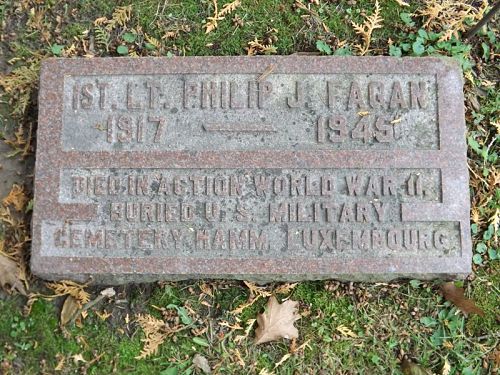 1ST. LT. PHILIP J. FAGAN
1917 — 1945
DIED IN ACTION WORLD WAR II.
BURIED U. S. MILITARY
CEMETERY HAMM, LUXEMBOURG